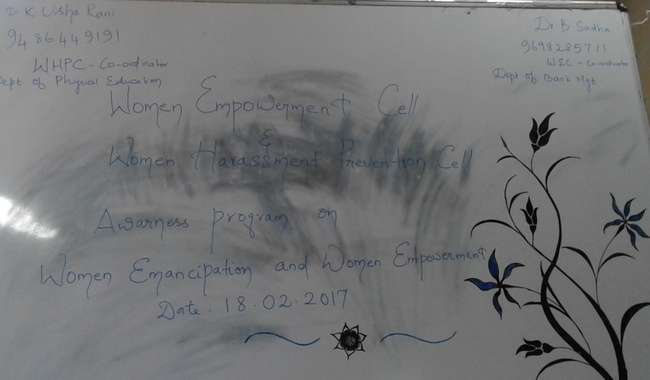 Dr K Usha Rani
9486449191
WHPC - Co-ordinator
Dept of Physical Education
Dr B Sadha
9698285711
WEC - Co-ordinator
Dept of Bank Mgt
Women Empowerment Cell
&
Women Harassment Prevention Cell
Awarness program on
Women Emancipation and Women Empowerment
Date : 18.02.2017